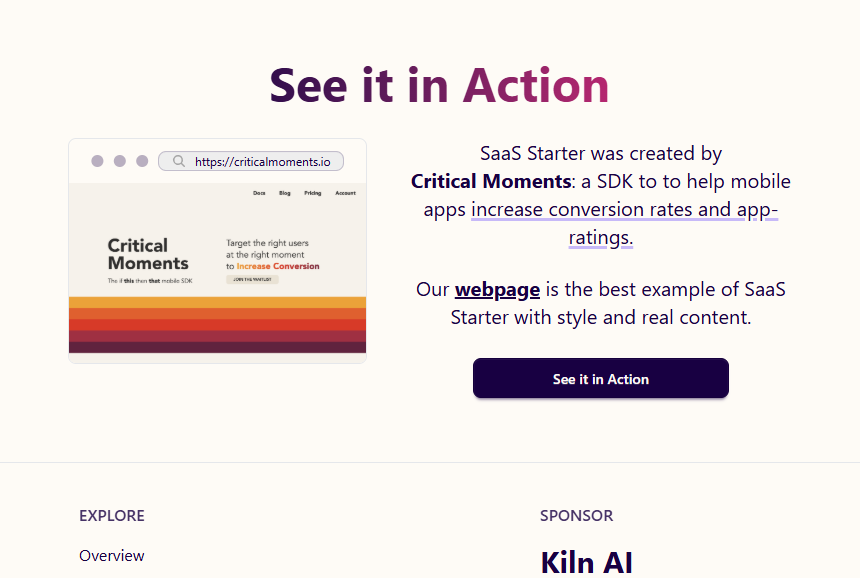 See it in Action
https://criticalmoments.io
Docs Blog Pricing Account
Critical
Moments
The if this then that mobile SDK
Target the right users
at the right moment
to Increase Conversion
JOIN THE WAITLIST
SaaS Starter was created by
Critical Moments: a SDK to to help mobile
apps increase conversion rates and app-
ratings.
Our webpage is the best example of SaaS
Starter with style and real content.
See it in Action
EXPLORE
Overview
SPONSOR
Kiln AI